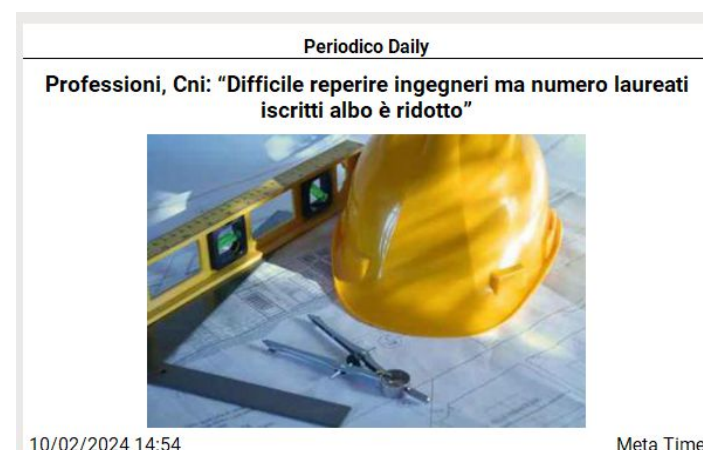 Periodico Daily
Professioni, Cni: “Difficile reperire ingegneri ma numero laureati
iscritti albo è ridotto”
10/02/2024 14:54
Meta Time